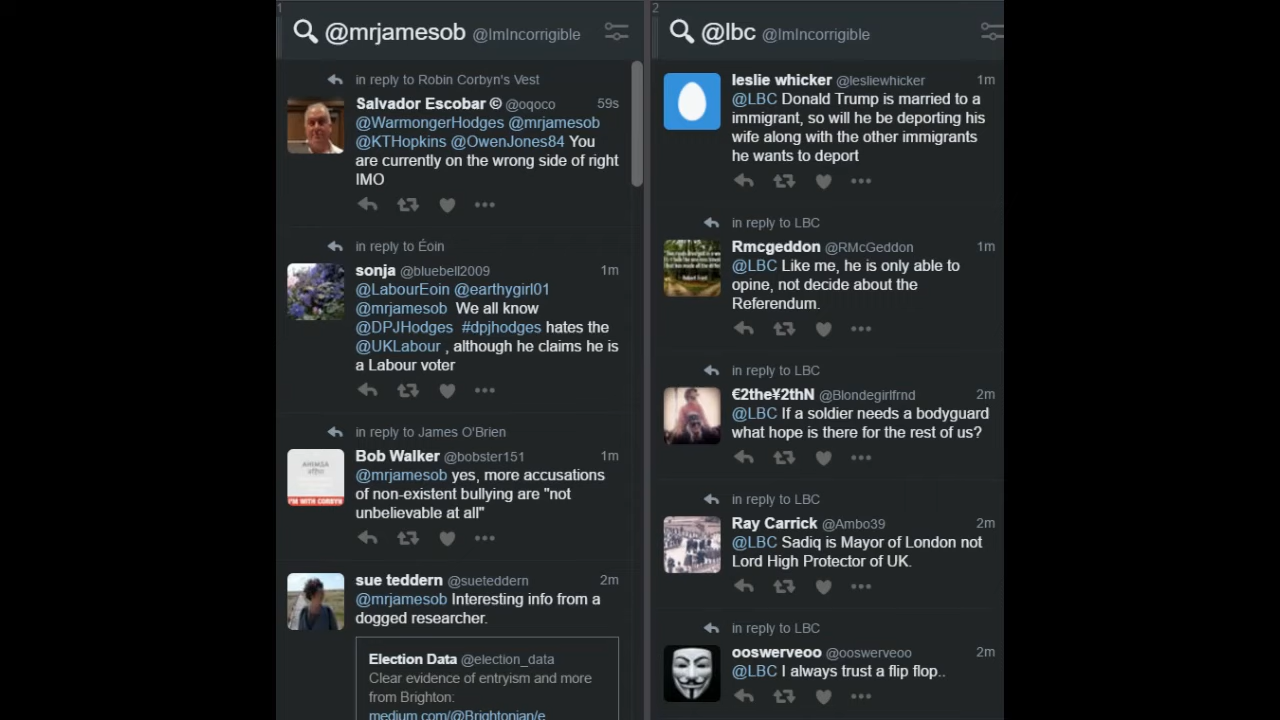 1
@mrjamesob @ImIncorrigible
in reply to Robin Corbyn's Vest
Salvador Escobar © @oqoco 59s
@WarmongerHodges @mrjamesob
@KTHopkins @OwenJones84 You
are currently on the wrong side of right
IMO
in reply to Éoin
sonja @bluebell2009 1m
@LabourEoin @earthygirl01
@mrjamesob We all know
@DPJHodges #dpjhodges hates the
@UKLabour , although he claims he is
a Labour voter
in reply to James O'Brien
I'M WITH CORBYN
Bob Walker @bobster151 1m
@mrjamesob yes, more accusations
of non-existent bullying are "not
unbelievable at all"
sue teddern @sueteddern 2m
@mrjamesob Interesting info from a
dogged researcher.
Election Data @election_data
Clear evidence of entryism and more
from Brighton:
medium.com/@Brightonian/e
2
@lbc @ImIncorrigible
leslie whicker @lesliewhicker 1m
@LBC Donald Trump is married to a
immigrant, so will he be deporting his
wife along with the other immigrants
he wants to deport
in reply to LBC
Rmcgeddon @RMcGeddon 1m
@LBC Like me, he is only able to
opine, not decide about the
Referendum.
in reply to LBC
€2the¥2thN @Blondegirlfrnd 2m
@LBC If a soldier needs a bodyguard
what hope is there for the rest of us?
in reply to LBC
Ray Carrick @Ambo39 2m
@LBC Sadiq is Mayor of London not
Lord High Protector of UK.
in reply to LBC
ooswerveoo @ooswerveoo 2m
@LBC I always trust a flip flop..